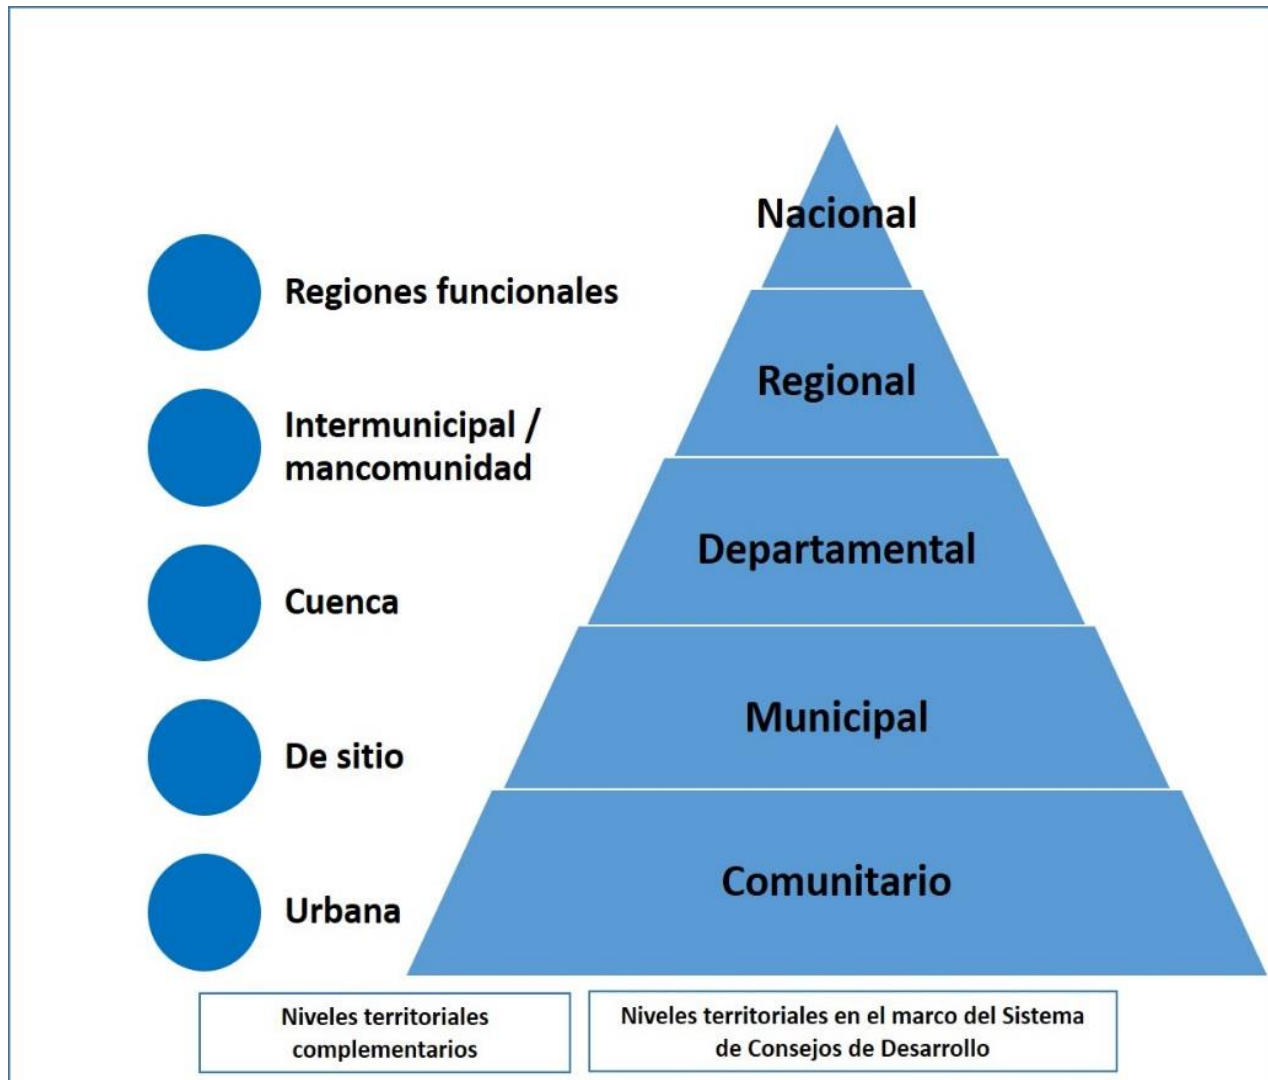 Regiones funcionales
Intermunicipal /
mancomunidad
Cuenca
De sitio
Urbana
Niveles territoriales
complementarios
Nacional
Regional
Departamental
Municipal
Comunitario
Niveles territoriales en el marco del Sistema
de Consejos de Desarrollo